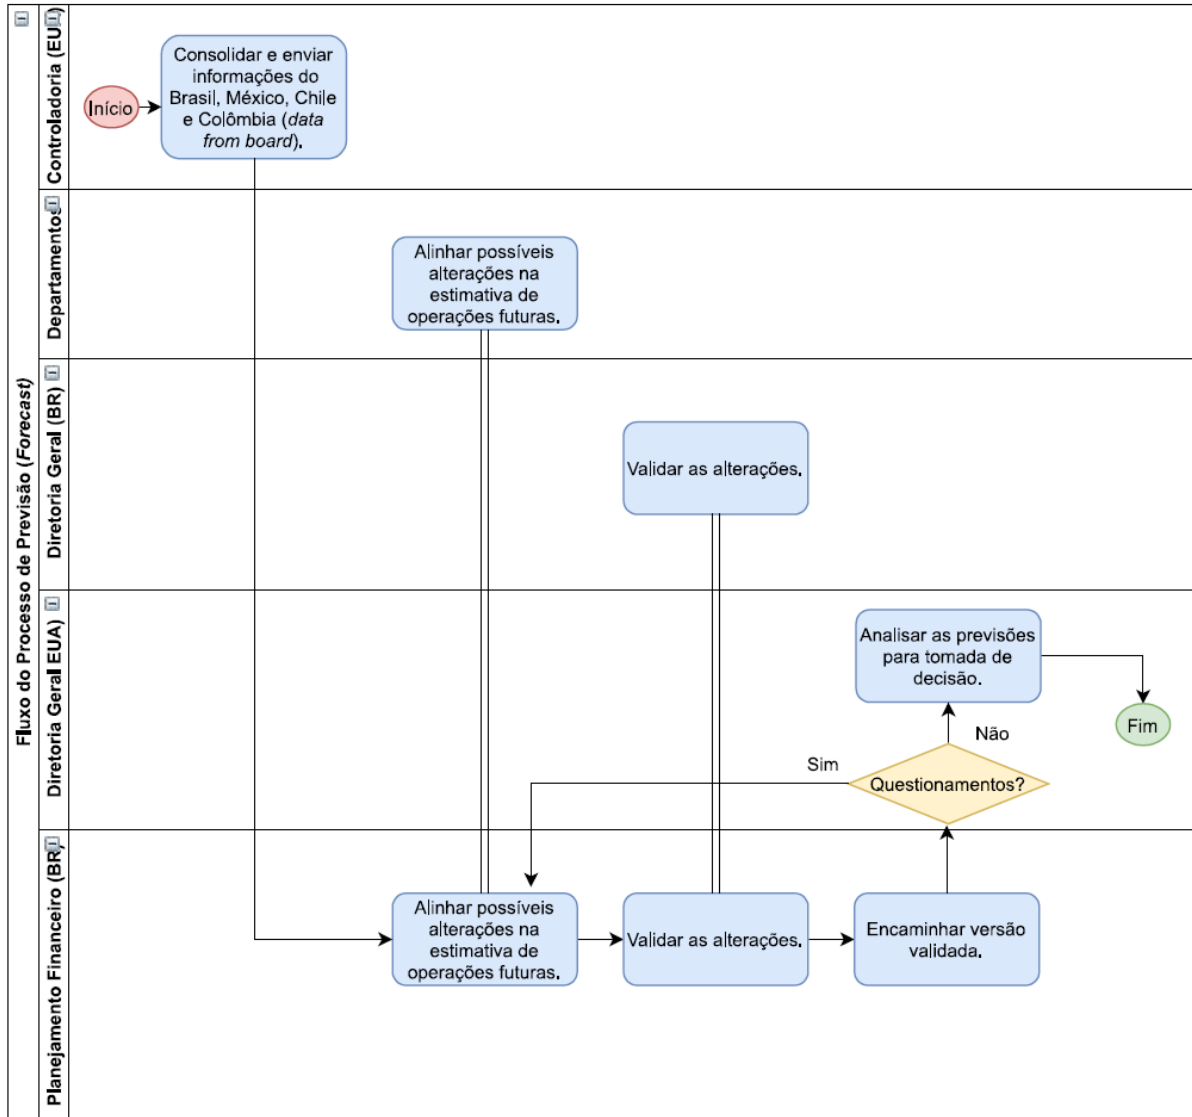 Fluxo do Processo de Previsão (Forecast)
Controladoria (EU
Início
Consolidar e enviar
informações do
Brasil, México, Chile
e Colômbia (data
from board).
Departamentos
Alinhar possíveis
alterações na
estimativa de
operações futuras.
Diretoria Geral (BR)
Validar as alterações.
Diretoria Geral EUA)
Analisar as previsões
para tomada de
decisão.
Fim
Não
Sim
Questionamentos?
Planejamento Financeiro (BR)
Alinhar possíveis
alterações na
estimativa de
operações futuras.
Validar as alterações.
Encaminhar versão
validada.